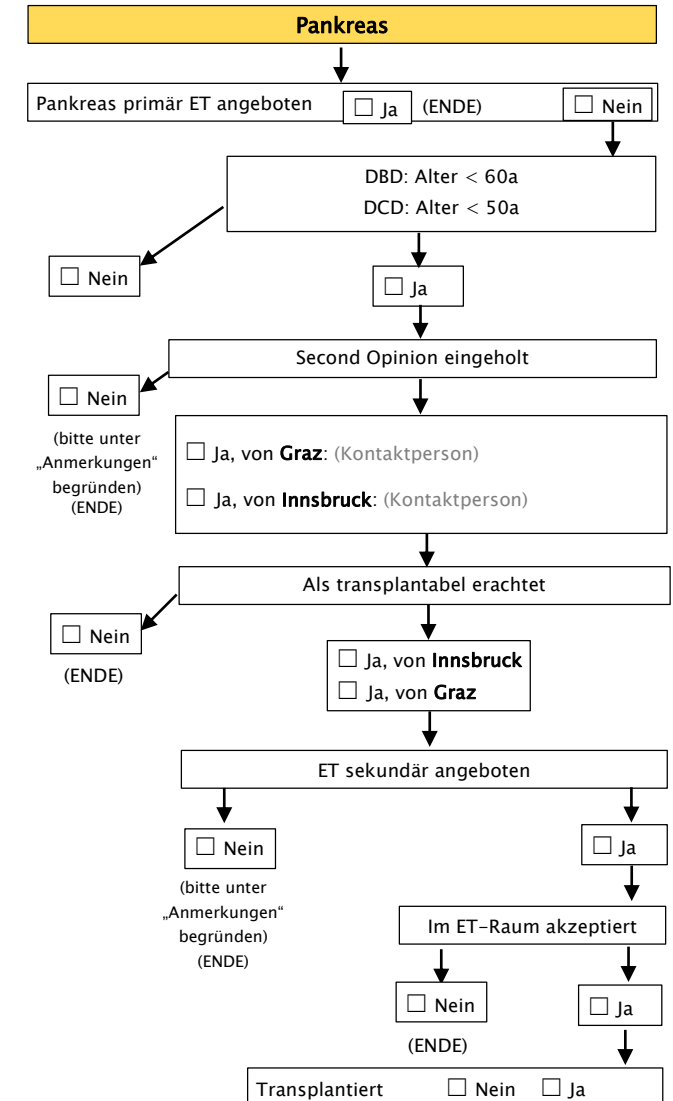 Pankreas
Pankreas primär ET angeboten ☐ Ja (ENDE) ☐ Nein
DBD: Alter < 60a
DCD: Alter < 50a
☐ Nein
☐ Ja
Second Opinion eingeholt
☐ Nein
(bitte unter
„Anmerkungen“
begründen)
(ENDE)
☐ Ja, von Graz: (Kontaktperson)
☐ Ja, von Innsbruck: (Kontaktperson)
Als transplantabel erachtet
☐ Nein
(ENDE)
☐ Ja, von Innsbruck
☐ Ja, von Graz
ET sekundär angeboten
☐ Nein
(bitte unter
„Anmerkungen“
begründen)
(ENDE)
☐ Ja
Im ET-Raum akzeptiert
☐ Nein
(ENDE)
☐ Ja
Transplantiert ☐ Nein ☐ Ja